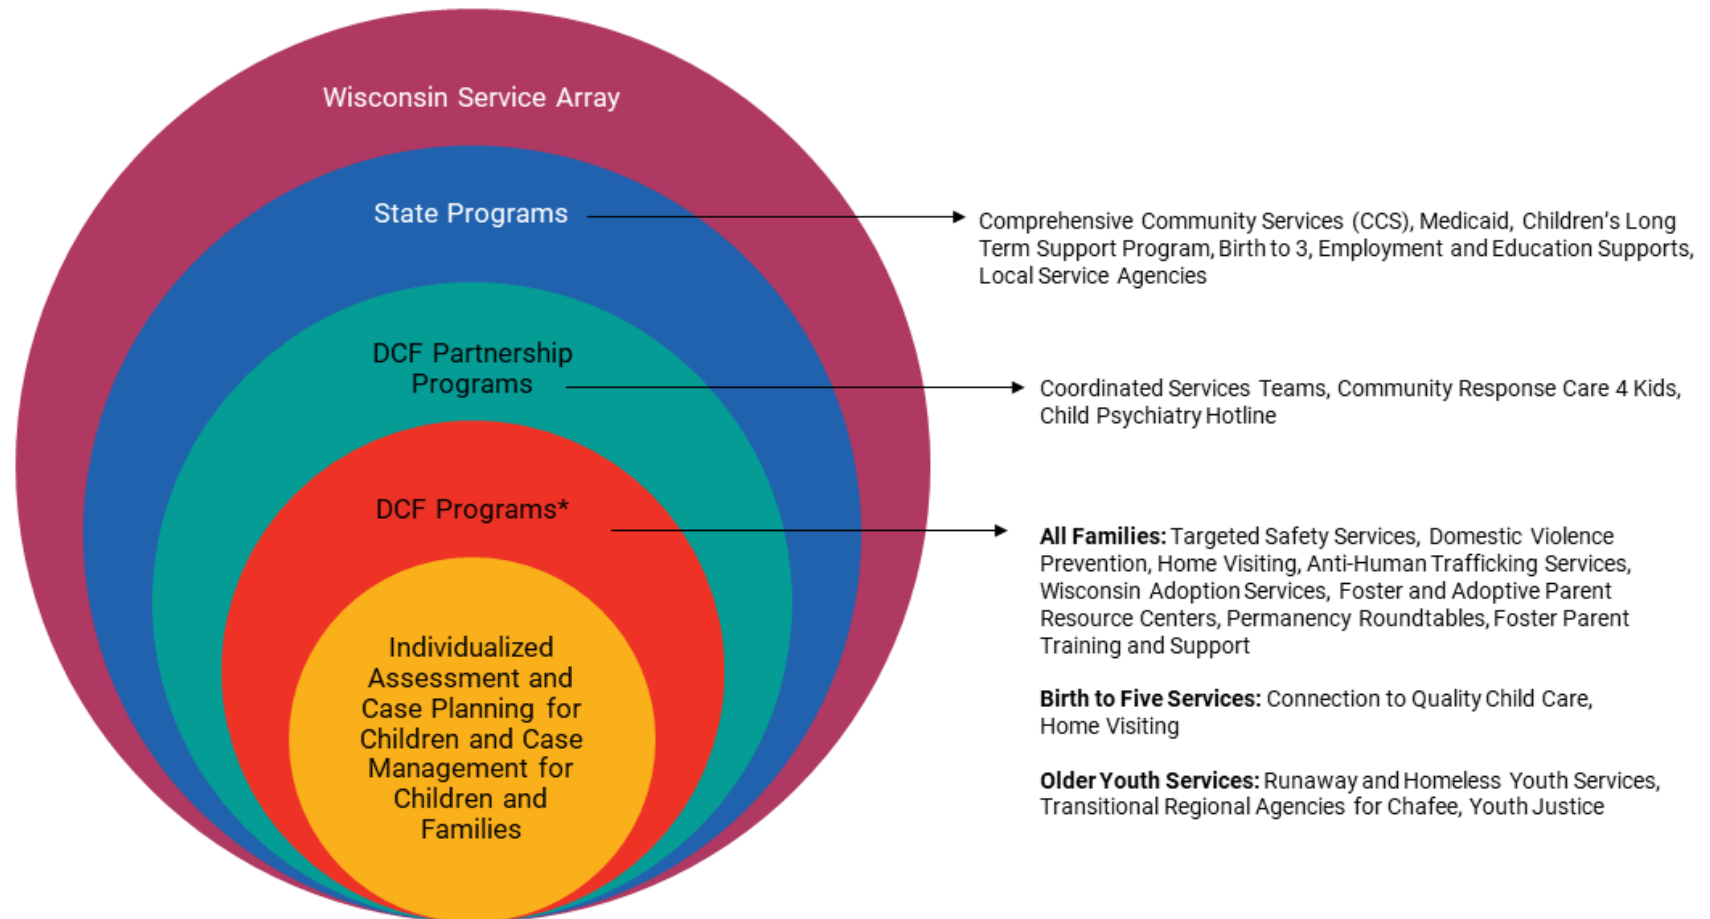 Wisconsin Service Array
State Programs
Comprehensive Community Services (CCS), Medicaid, Children’s Long
Term Support Program, Birth to 3, Employment and Education Supports,
Local Service Agencies
DCF Partnership
Programs
Coordinated Services Teams, Community Response Care 4 Kids,
Child Psychiatry Hotline
DCF Programs*
All Families: Targeted Safety Services, Domestic Violence
Prevention, Home Visiting, Anti-Human Trafficking Services,
Wisconsin Adoption Services, Foster and Adoptive Parent
Resource Centers, Permanency Roundtables, Foster Parent
Training and Support
Birth to Five Services: Connection to Quality Child Care,
Home Visiting
Older Youth Services: Runaway and Homeless Youth Services,
Transitional Regional Agencies for Chafee, Youth Justice
Individualized
Assessment and
Case Planning for
Children and Case
Management for
Children and
Families